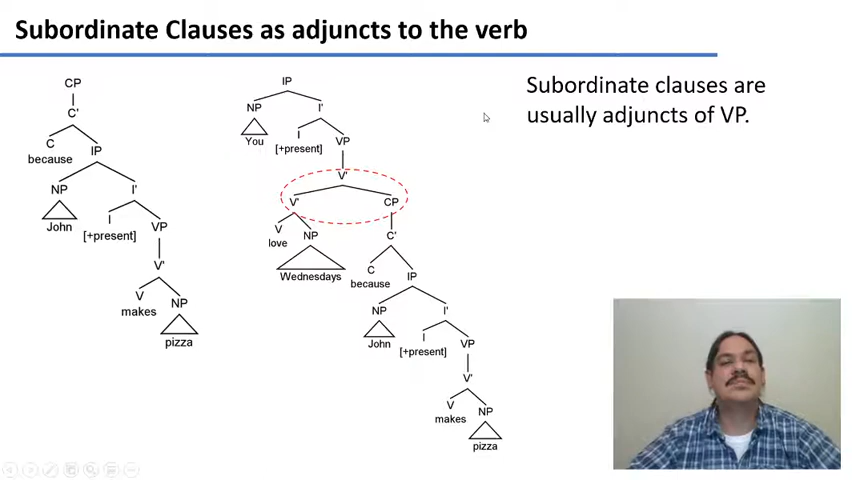 Subordinate Clauses as adjuncts to the verb
Subordinate clauses are
usually adjuncts of VP.
CP
C'
C
because
IP
NP
I'
John
I
[+present]
VP
V'
V
makes
NP
pizza
IP
NP
I'
You
I
[+present]
VP
V'
V'
CP
V
love
NP
Wednesdays
C'
C
because
IP
NP
I'
John
I
[+present]
VP
V'
V
makes
NP
pizza